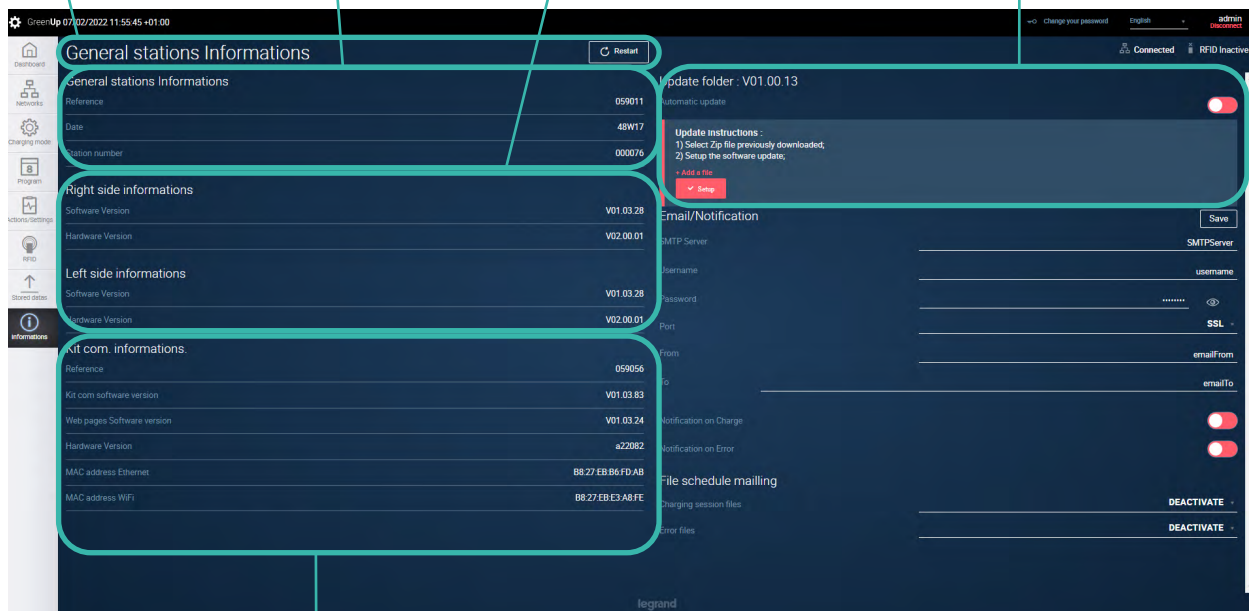 GreenUp 07/02/2022 11:55:45 +01:00
Change your password English admin
Disconnect
Dashboard
Networks
Charging mode
8
Program
Actions/Settings
RFID
Stored datas
Informations
General stations Informations Restart
Connected RFID Inactive
General stations Informations
Reference 059011
Date 48W17
Station number 000076
Right side informations
Software Version V01.03.28
Hardware Version V02.00.01
Left side informations
Software Version V01.03.28
Hardware Version V02.00.01
Kit com. informations.
Reference 059056
Kit com software version V01.03.83
Web pages Software version V01.03.24
Hardware Version a22082
MAC address Ethernet B8:27:EB:B6:FD:AB
MAC address WiFi B8:27:EB:E3:A8:FE
Update folder : V01.00.13
Automatic update
Update Instructions :
1) Select Zip file previously downloaded;
2) Setup the software update;
+ Add a file
Setup
Email/Notification Save
SMTP Server SMTPServer
Username username
Password ········
Port SSL
From emailFrom
To emailTo
Notification on Charge
Notification on Error
File schedule mailling
Charging session files DEACTIVATE
Error files DEACTIVATE
legrand